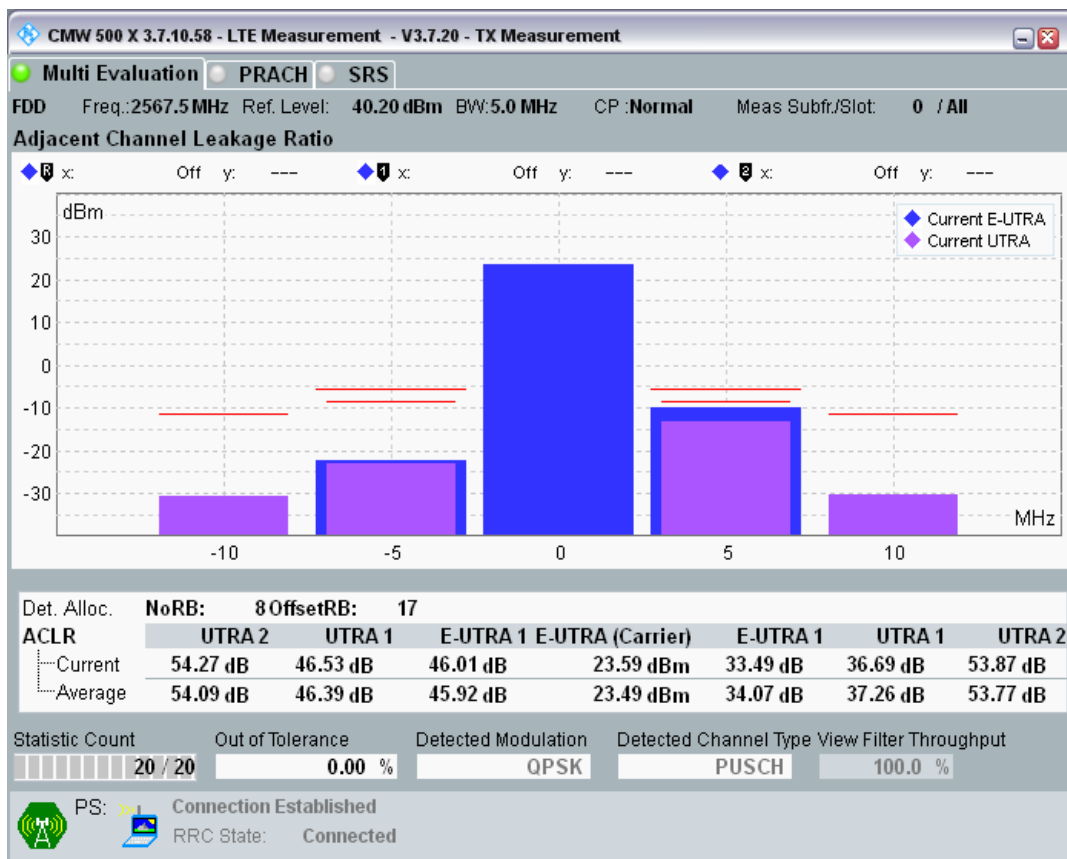 CMW 500 X 3.7.10.58 - LTE Measurement - V3.7.20 - TX Measurement
Multi Evaluation PRACH SRS
FDD Freq.:2567.5 MHz Ref. Level: 40.20 dBm BW:5.0 MHz CP :Normal Meas Subfr./Slot: 0 / All
Adjacent Channel Leakage Ratio
R x: Off y: --- 1 x: Off y: --- 2 x: Off y: ---
dBm
Current E-UTRA
Current UTRA
30
20
10
0
-10
-20
-30
MHz
-10 -5 0 5 10
Det. Alloc. NoRB: 8 OffsetRB: 17
ACLR UTRA 2 UTRA 1 E-UTRA 1 E-UTRA (Carrier) E-UTRA 1 UTRA 1 UTRA 2
Current 54.27 dB 46.53 dB 46.01 dB 23.59 dBm 33.49 dB 36.69 dB 53.87 dB
Average 54.09 dB 46.39 dB 45.92 dB 23.49 dBm 34.07 dB 37.26 dB 53.77 dB
Statistic Count Out of Tolerance Detected Modulation Detected Channel Type View Filter Throughput
20 / 20 0.00 % QPSK PUSCH 100.0 %
PS: Connection Established
RRC State: Connected